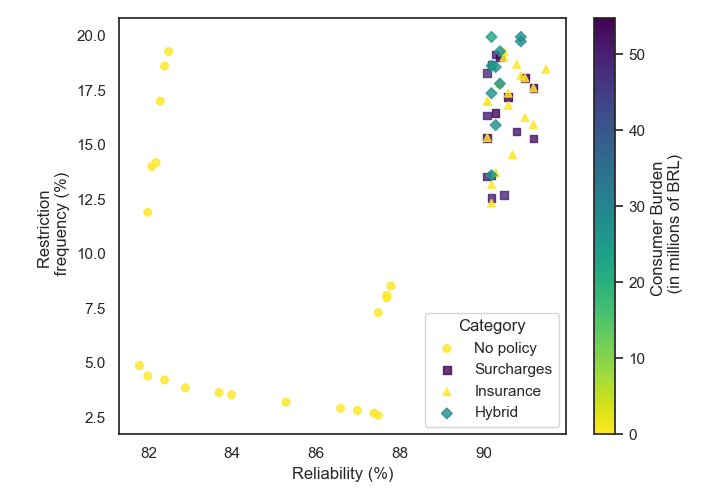 20.0
17.5
15.0
12.5
10.0
7.5
5.0
2.5
Restriction
frequency (%)
82
84
86
88
90
Reliability (%)
Category
No policy
Surcharges
Insurance
Hybrid
50
40
30
20
10
0
Consumer Burden
(in millions of BRL)